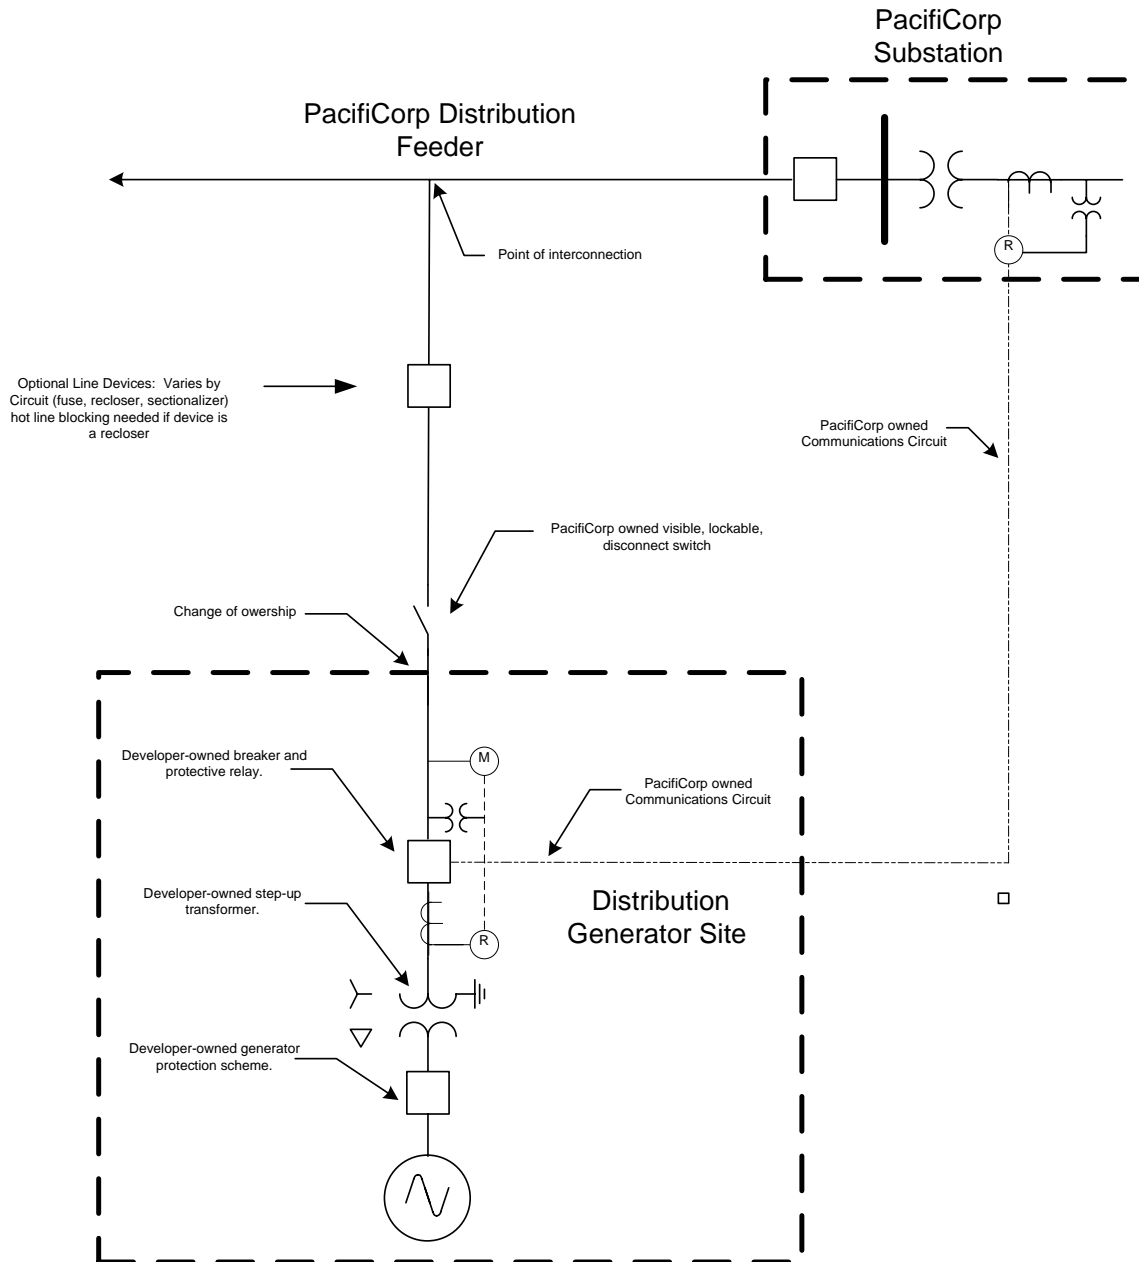 PacifiCorp
Substation
PacifiCorp Distribution
Feeder
Point of interconnection
R
Optional Line Devices: Varies by
Circuit (fuse, recloser, sectionalizer)
hot line blocking needed if device is
a recloser
PacifiCorp owned
Communications Circuit
PacifiCorp owned visible, lockable,
disconnect switch
Change of owership
Developer-owned breaker and
protective relay.
M
PacifiCorp owned
Communications Circuit
Developer-owned step-up
transformer.
Distribution
Generator Site
R
Developer-owned generator
protection scheme.